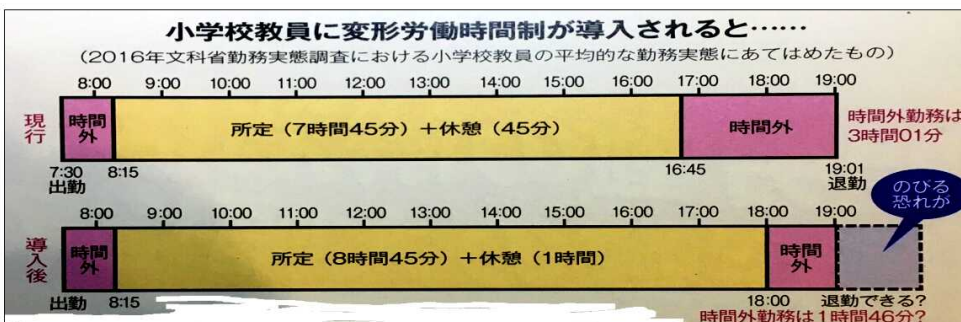 小学校教員に変形労働時間制が導入されると……
(2016年文科省勤務実態調査における小学校教員の平均的な勤務実態にあてはめたもの)
8:00 9:00 10:00 11:00 12:00 13:00 14:00 15:00 16:00 17:00 18:00 19:00
現行
時間外
所定(7時間45分)+休憩(45分)
時間外
時間外勤務は
3時間01分
7:30 8:15 16:45 19:01
出勤 退勤
のびる
恐れが
8:00 9:00 10:00 11:00 12:00 13:00 14:00 15:00 16:00 17:00 18:00 19:00
導入後
時間外
所定(8時間45分)+休憩(1時間)
時間外
出勤 8:15 18:00 退勤できる?
時間外勤務は1時間46分?